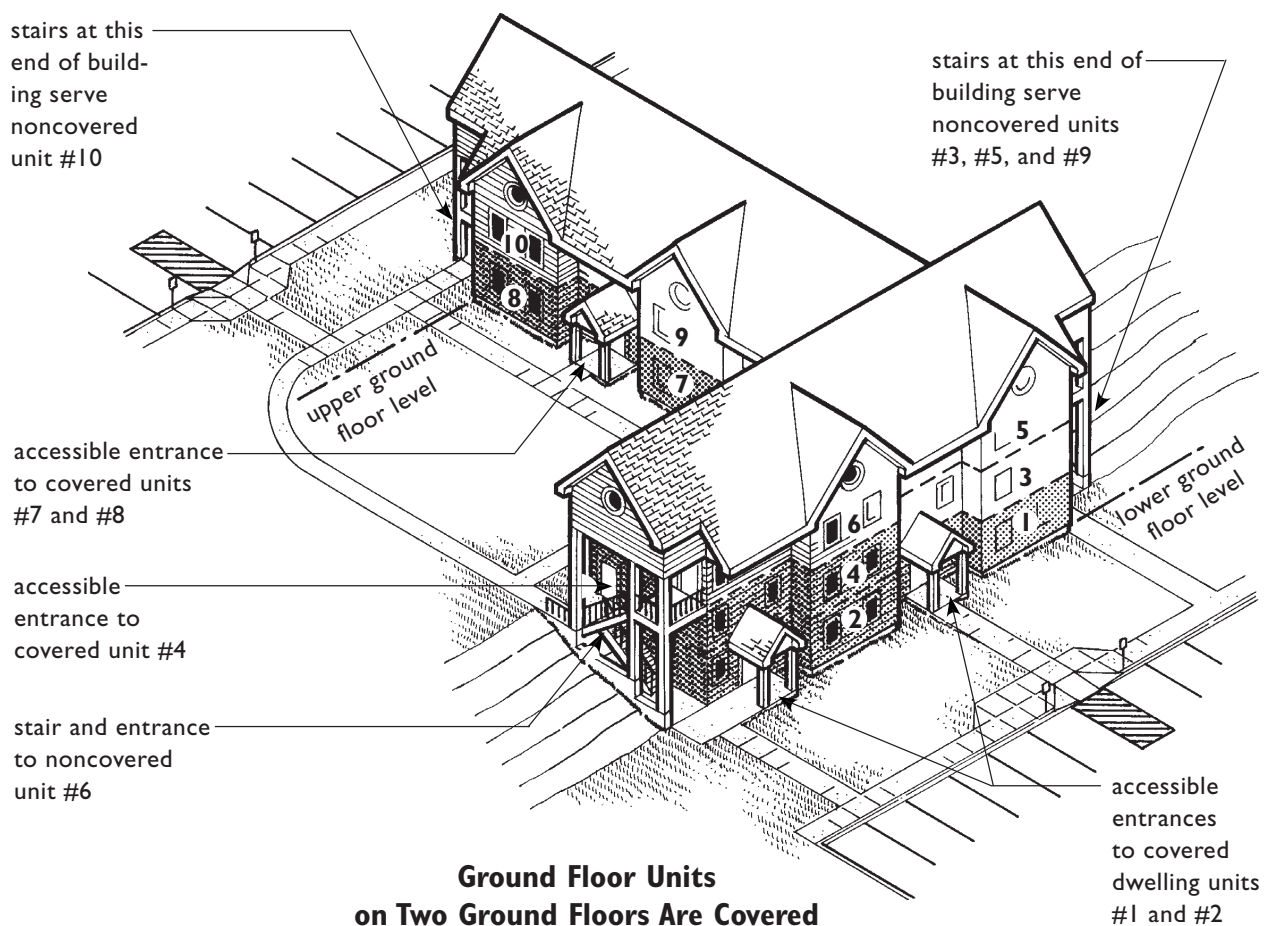 stairs at this
end of build-
ing serve
noncovered
unit #10
stairs at this end of
building serve
noncovered units
#3, #5, and #9
10
8
9
7
upper ground
floor level
5
3
1
6
4
2
lower ground
floor level
accessible entrance
to covered units
#7 and #8
accessible
entrance to
covered unit #4
stair and entrance
to noncovered
unit #6
accessible
entrances
to covered
dwelling units
#1 and #2
Ground Floor Units
on Two Ground Floors Are Covered